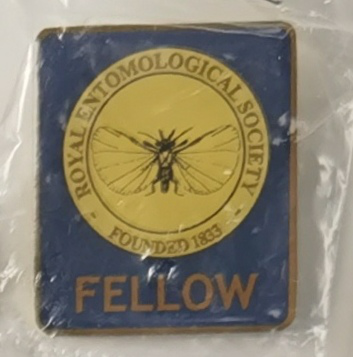 ROYAL ENTOMOLOGICAL SOCIETY
- FOUNDED 1833 -
FELLOW